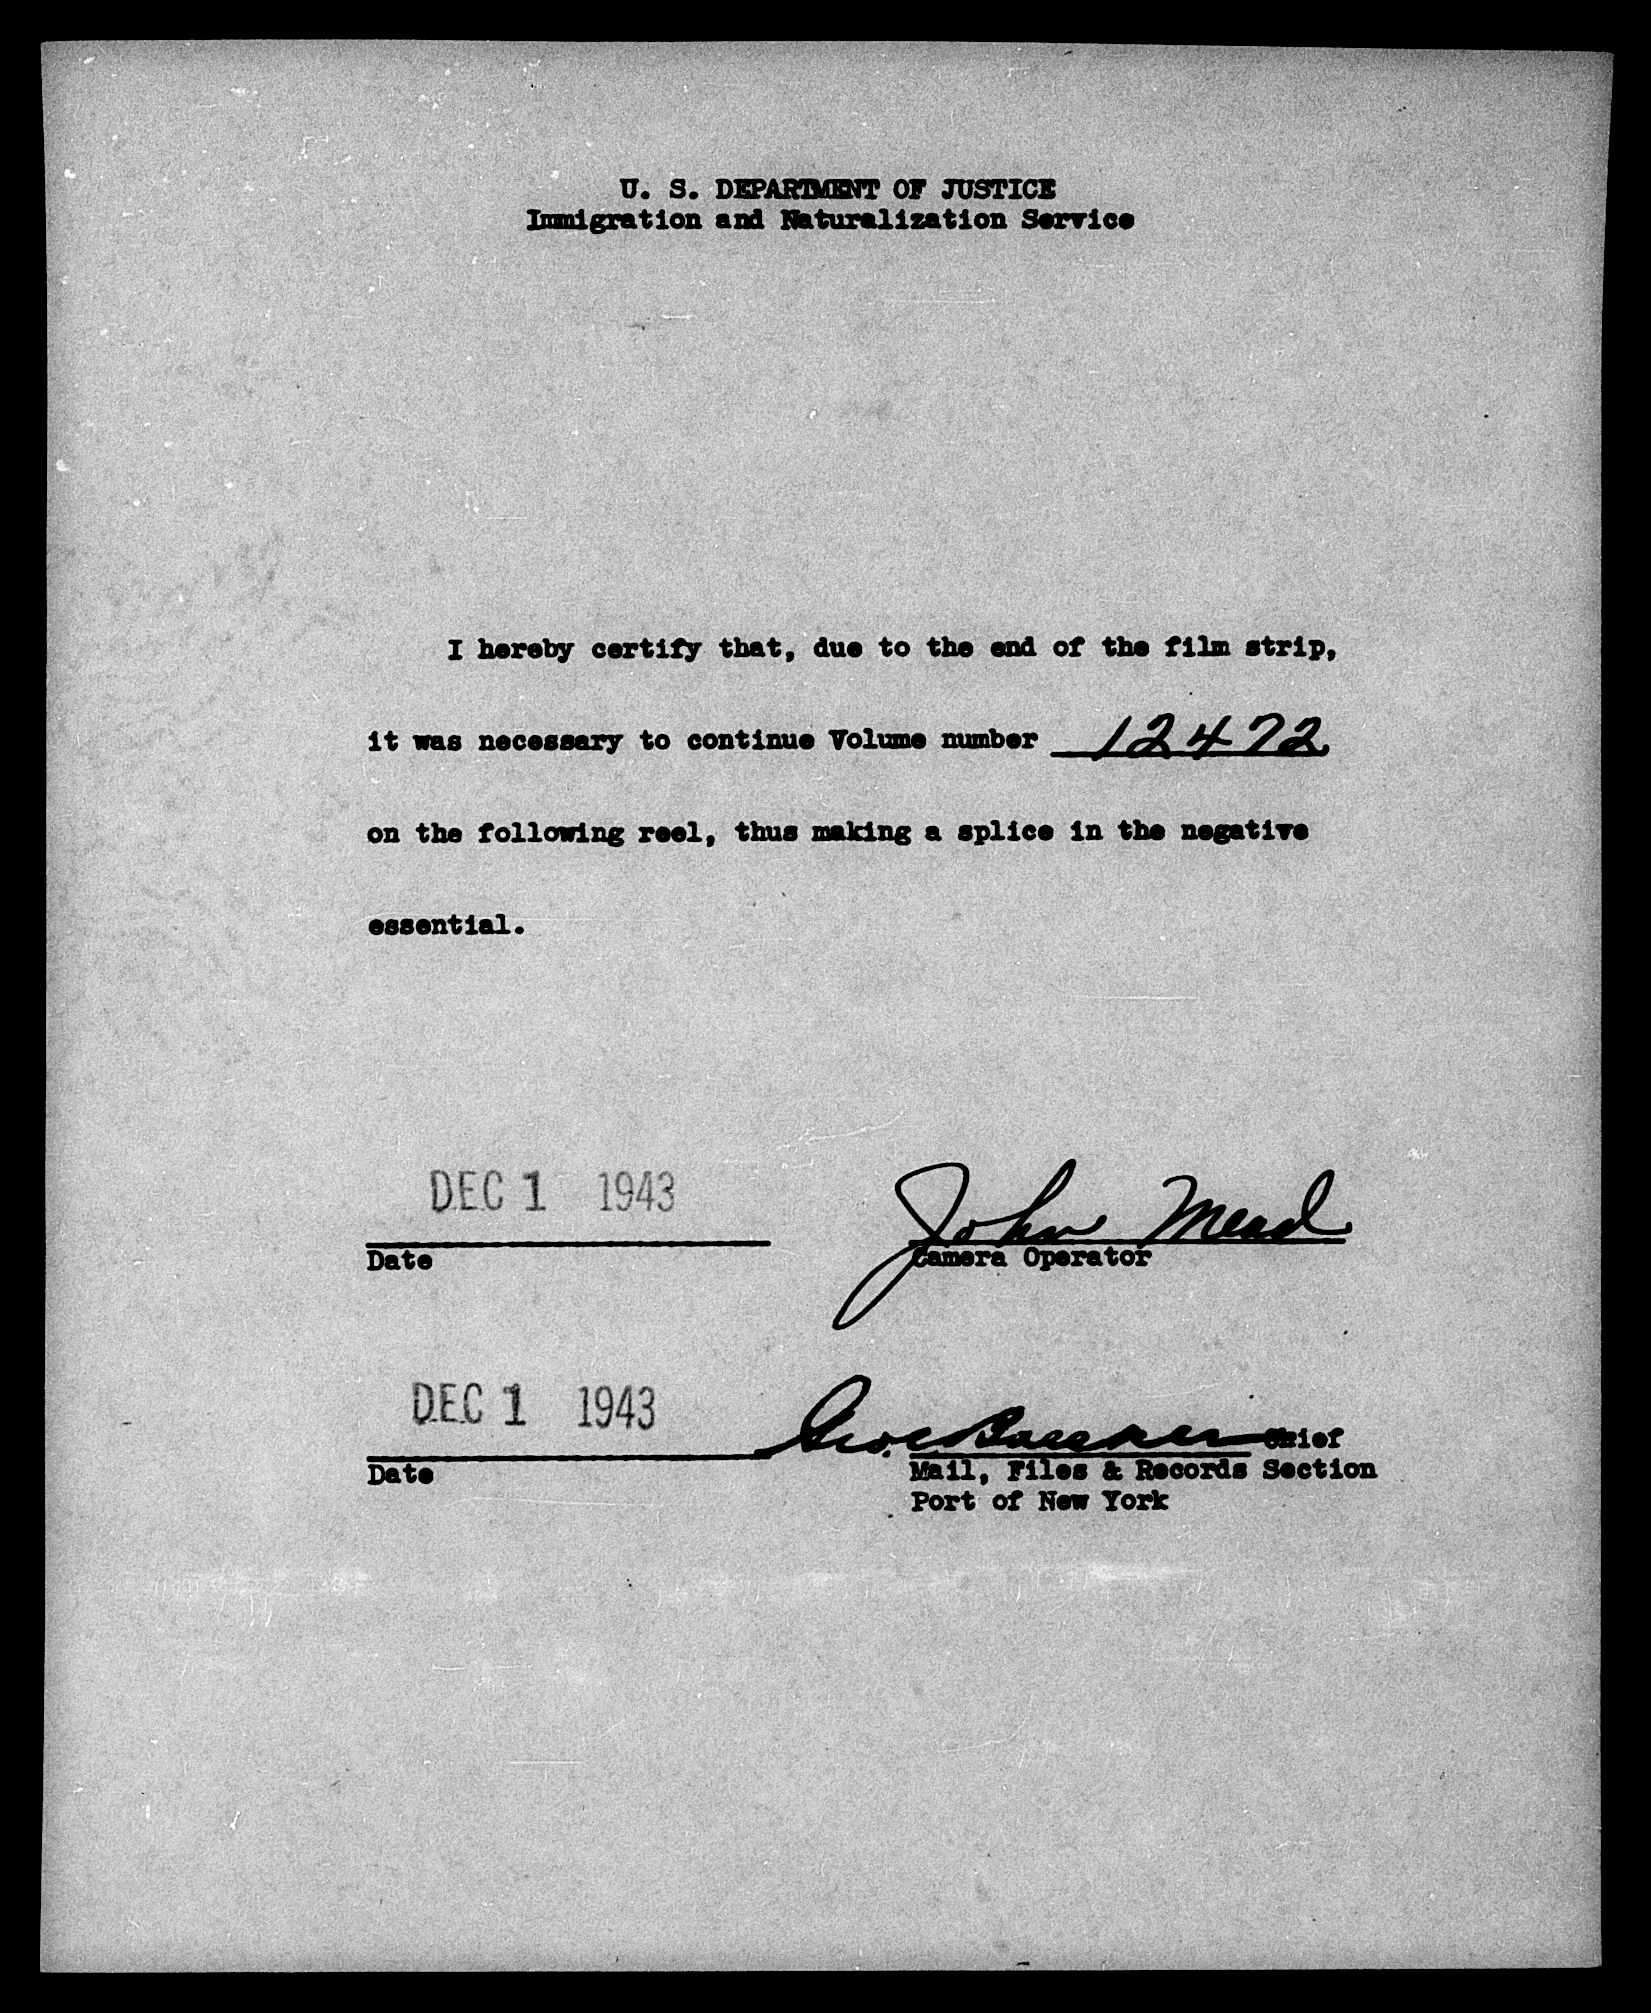 U. S. DEPARTMENT OF JUSTICE
Immigration and Naturalization Service
I hereby certify that, due to the end of the film strip,
it was necessary to continue Volume number 12472
on the following reel, thus making a splice in the negative
essential.
DEC 1 1943 John Mead
Date Camera Operator
DEC 1 1943 Chief
Date Mail, Files & Records Section
Port of New York